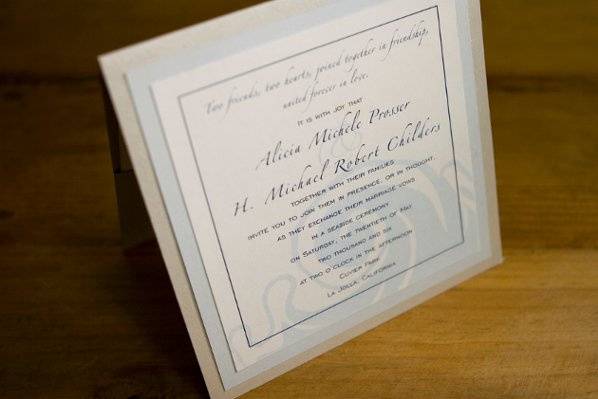 Two friends, two hearts, joined together in friendship,
united forever in love.
IT IS WITH JOY THAT
Alicia Michele Prosser
H. Michael Robert Childers
TOGETHER WITH THEIR FAMILIES
INVITE YOU TO JOIN THEM IN PRESENCE, OR IN THOUGHT,
AS THEY EXCHANGE THEIR MARRIAGE VOWS
IN A SEASIDE CEREMONY
ON SATURDAY, THE TWENTIETH OF MAY
TWO THOUSAND AND SIX
AT TWO O'CLOCK IN THE AFTERNOON
CUVIER PARK
LA JOLLA, CALIFORNIA